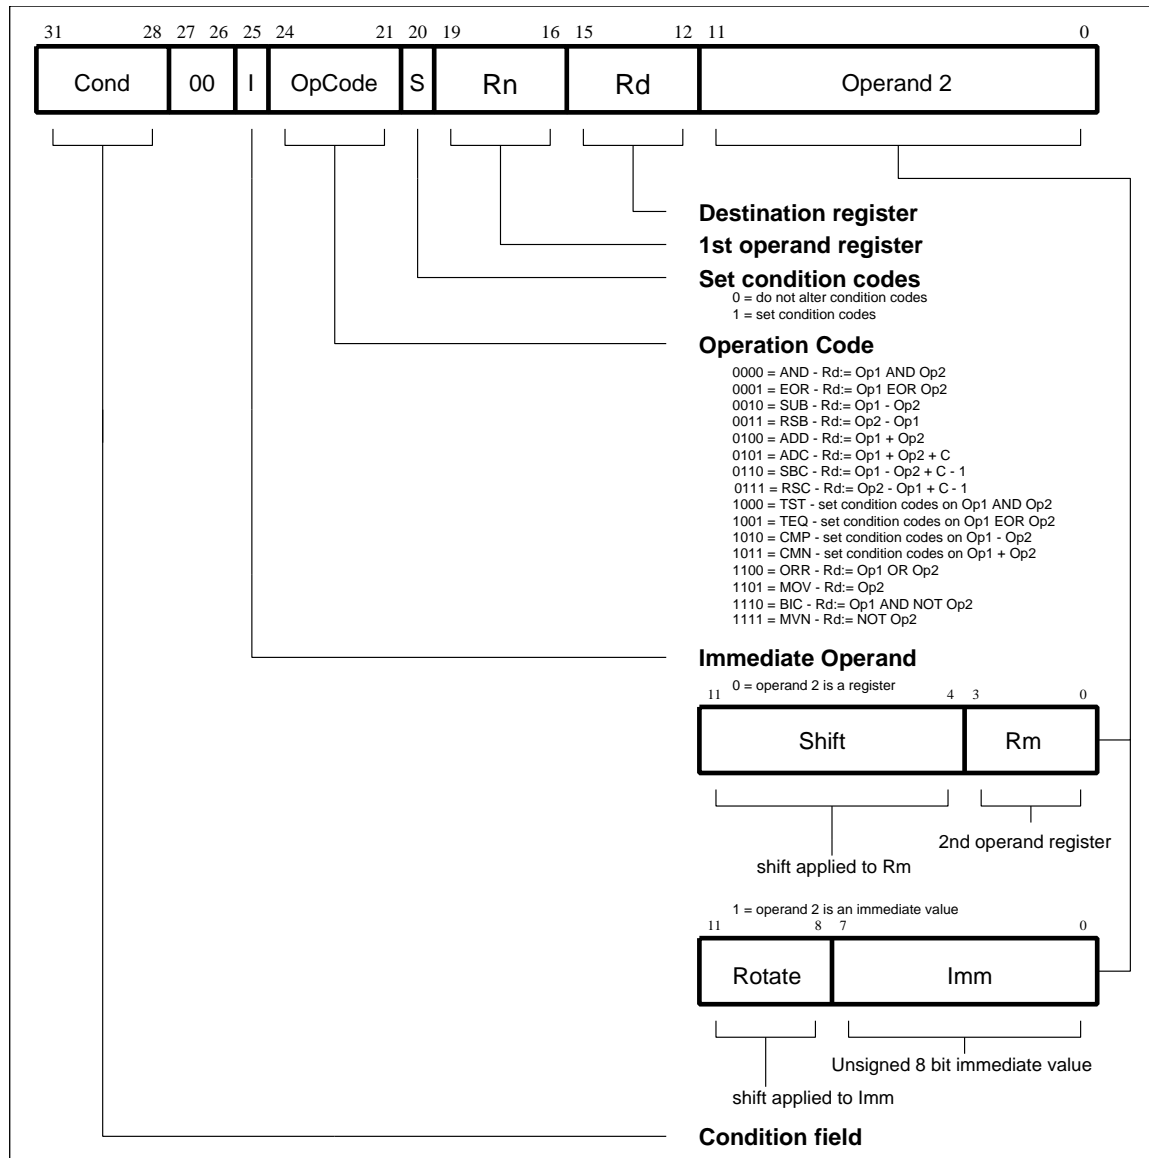 31 28 27 26 25 24 21 20 19 16 15 12 11 0
Cond 00 I OpCode S Rn Rd Operand 2
Destination register
1st operand register
Set condition codes
0 = do not alter condition codes
1 = set condition codes
Operation Code
0000 = AND - Rd:= Op1 AND Op2
0001 = EOR - Rd:= Op1 EOR Op2
0010 = SUB - Rd:= Op1 - Op2
0011 = RSB - Rd:= Op2 - Op1
0100 = ADD - Rd:= Op1 + Op2
0101 = ADC - Rd:= Op1 + Op2 + C
0110 = SBC - Rd:= Op1 - Op2 + C - 1
0111 = RSC - Rd:= Op2 - Op1 + C - 1
1000 = TST - set condition codes on Op1 AND Op2
1001 = TEQ - set condition codes on Op1 EOR Op2
1010 = CMP - set condition codes on Op1 - Op2
1011 = CMN - set condition codes on Op1 + Op2
1100 = ORR - Rd:= Op1 OR Op2
1101 = MOV - Rd:= Op2
1110 = BIC - Rd:= Op1 AND NOT Op2
1111 = MVN - Rd:= NOT Op2
Immediate Operand
0 = operand 2 is a register
11 4 3 0
Shift Rm
2nd operand register
shift applied to Rm
1 = operand 2 is an immediate value
11 8 7 0
Rotate Imm
Unsigned 8 bit immediate value
shift applied to Imm
Condition field